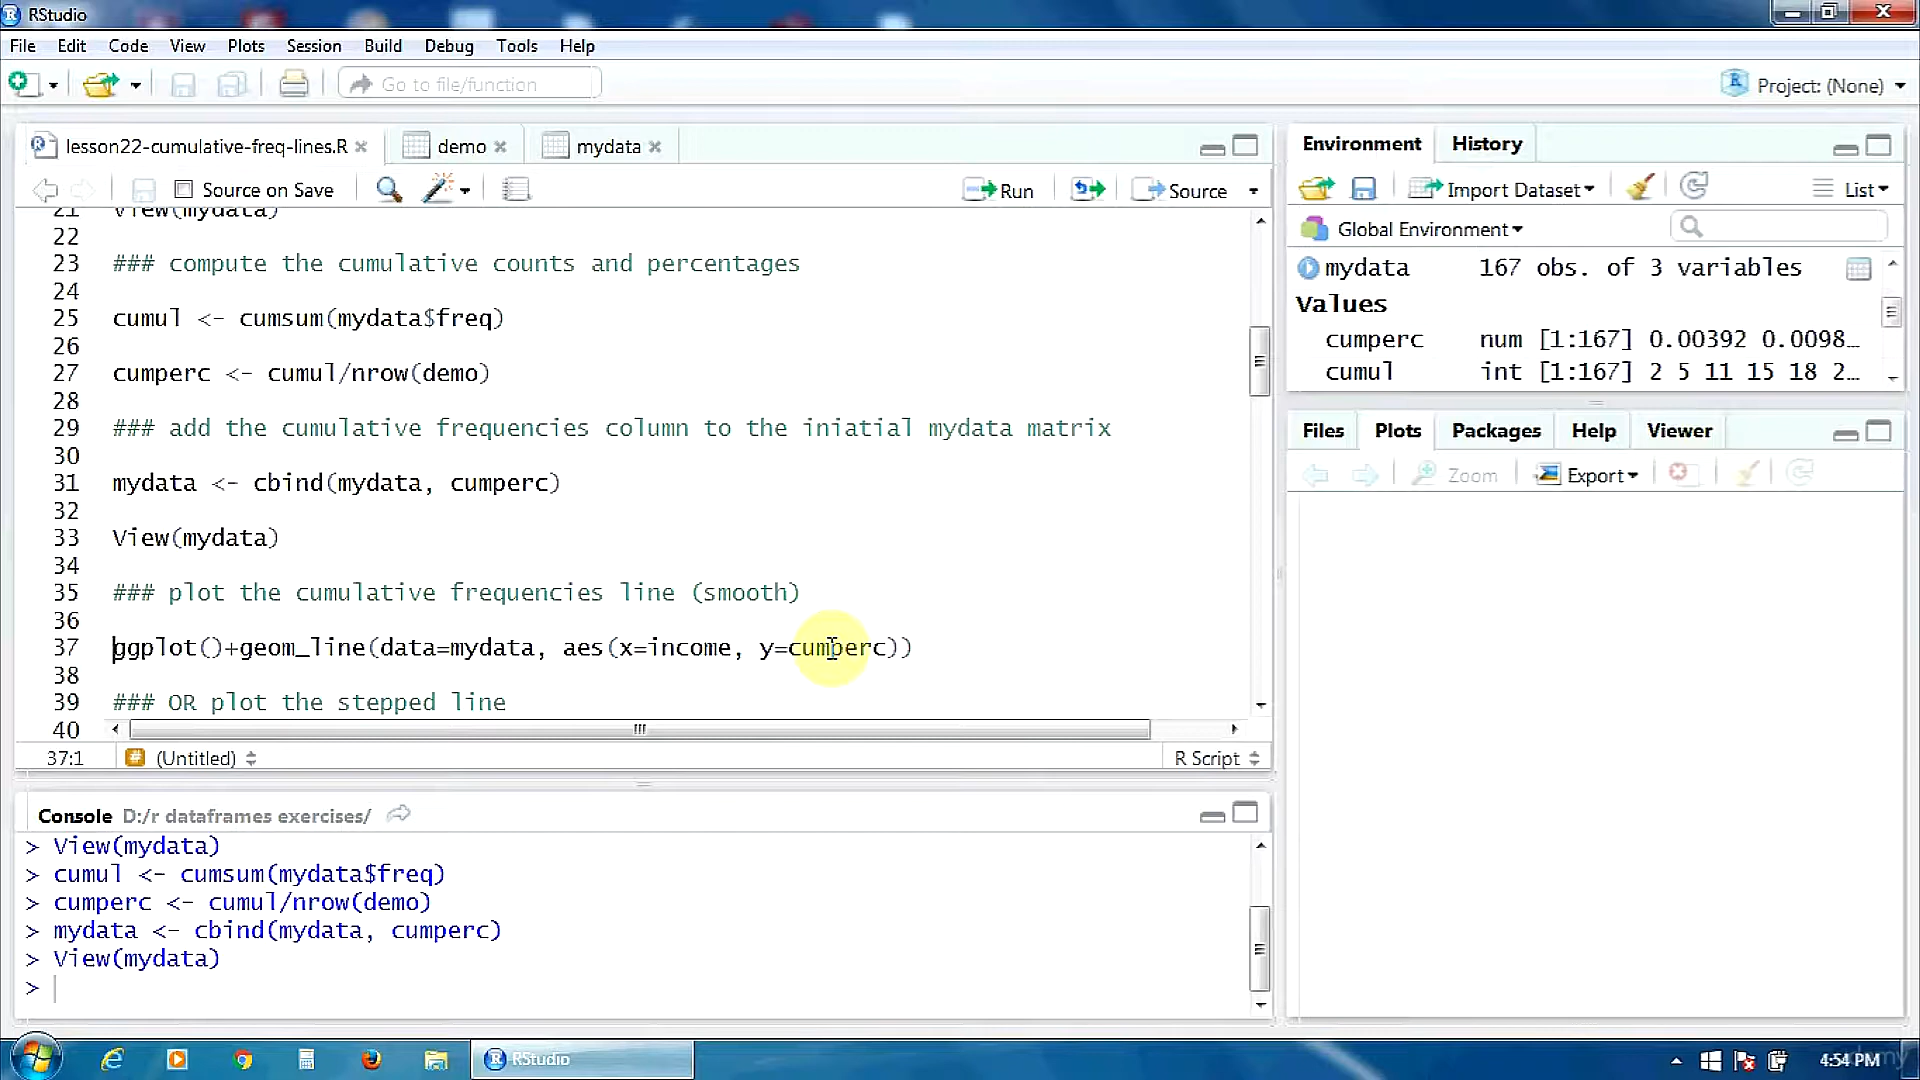 RStudio
File Edit Code View Plots Session Build Debug Tools Help
Go to file/function
Project: (None)
lesson22-cumulative-freq-lines.R
demo
mydata
Source on Save
Run
Source
21 View(mydata)
22
23 ### compute the cumulative counts and percentages
24
25 cumul <- cumsum(mydata$freq)
26
27 cumperc <- cumul/nrow(demo)
28
29 ### add the cumulative frequencies column to the iniatial mydata matrix
30
31 mydata <- cbind(mydata, cumperc)
32
33 View(mydata)
34
35 ### plot the cumulative frequencies line (smooth)
36
37 ggplot()+geom_line(data=mydata, aes(x=income, y=cumperc))
38
39 ### OR plot the stepped line
40
37:1 (Untitled) R Script
Console D:/r dataframes exercises/
> View(mydata)
> cumul <- cumsum(mydata$freq)
> cumperc <- cumul/nrow(demo)
> mydata <- cbind(mydata, cumperc)
> View(mydata)
>
Environment History
Import Dataset List
Global Environment
mydata 167 obs. of 3 variables
Values
cumperc num [1:167] 0.00392 0.0098…
cumul int [1:167] 2 5 11 15 18 2…
Files Plots Packages Help Viewer
Zoom Export
RStudio
4:54 PM